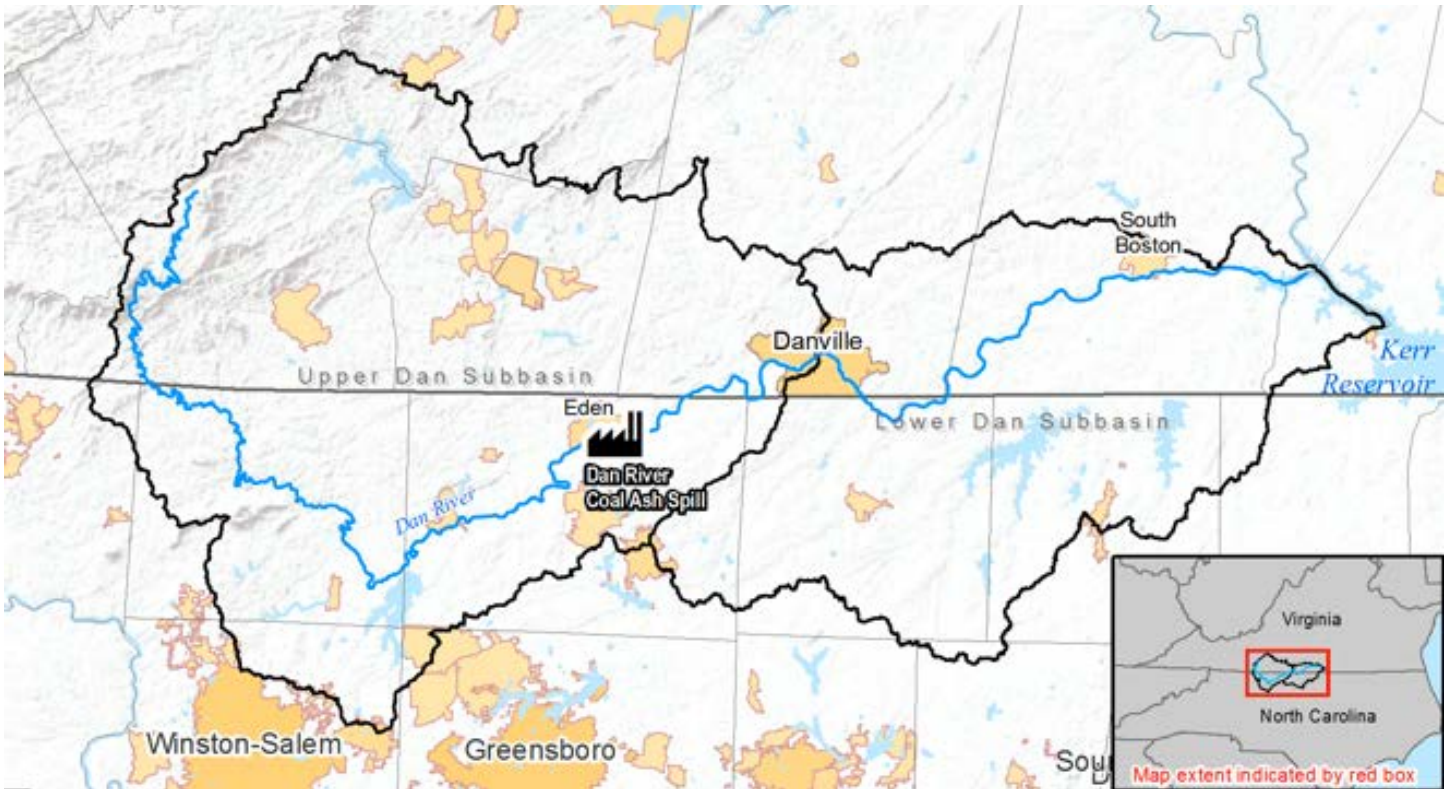 South
Boston
Danville
Kerr
Reservoir
Upper Dan Subbasin
Eden
Lower Dan Subbasin
Dan River
Coal Ash Spill
Dan River
Virginia
North Carolina
Winston-Salem
Greensboro
Map extent indicated by red box